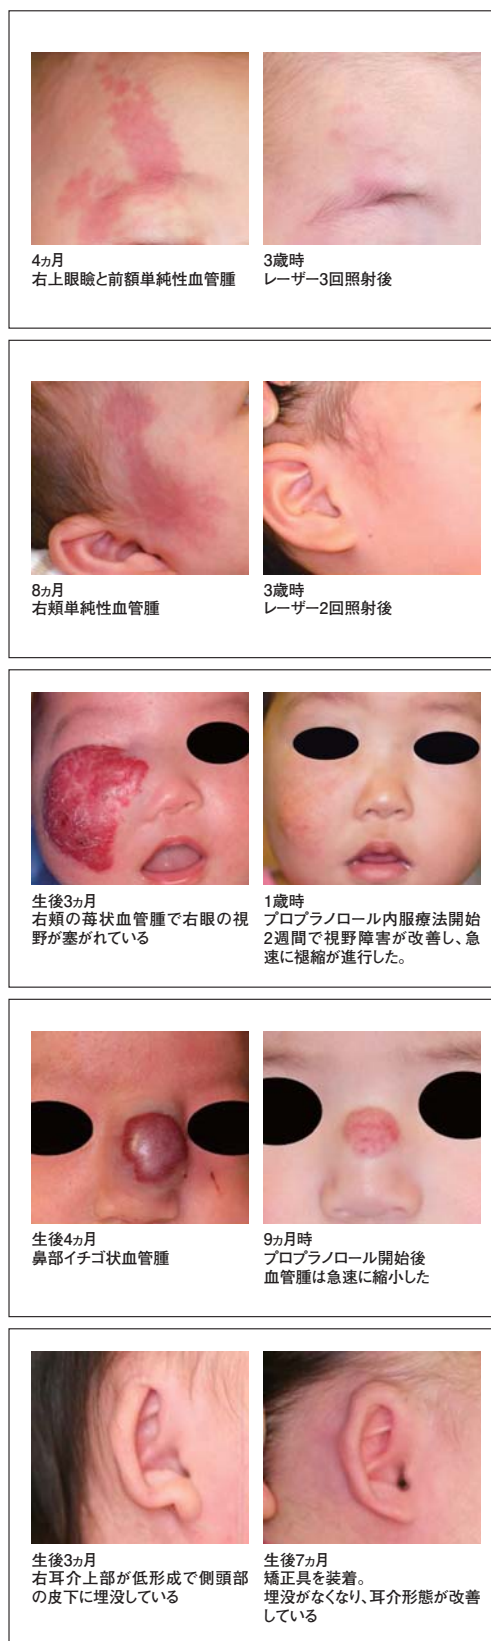 4ヵ月
右上眼瞼と前額単純性血管腫
3歳時
レーザー3回照射後
8ヵ月
右頬単純性血管腫
3歳時
レーザー2回照射後
生後3ヵ月
右頬の苺状血管腫で右眼の視
野が塞がれている
1歳時
プロプラノロール内服療法開始
2週間で視野障害が改善し、急
速に褪縮が進行した。
生後4ヵ月
鼻部イチゴ状血管腫
9ヵ月時
プロプラノロール開始後
血管腫は急速に縮小した
生後3ヵ月
右耳介上部が低形成で側頭部
の皮下に埋没している
生後7ヵ月
矯正具を装着。
埋没がなくなり、耳介形態が改善
している